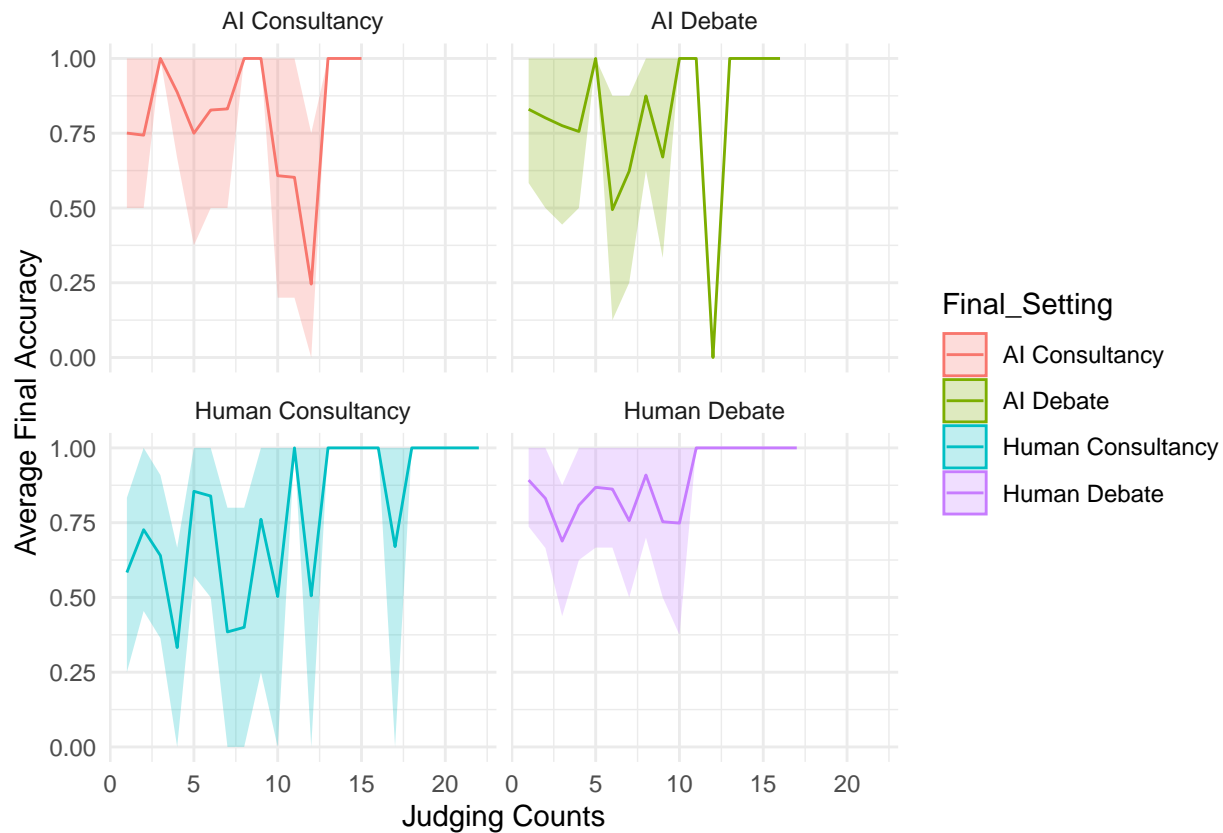 AI Consultancy
AI Debate
1.00
0.75
0.50
0.25
0.00
Human Consultancy
Human Debate
1.00
0.75
0.50
0.25
0.00
0
5
10
15
20
0
5
10
15
20
Judging Counts
Average Final Accuracy
Final_Setting
AI Consultancy
AI Debate
Human Consultancy
Human Debate